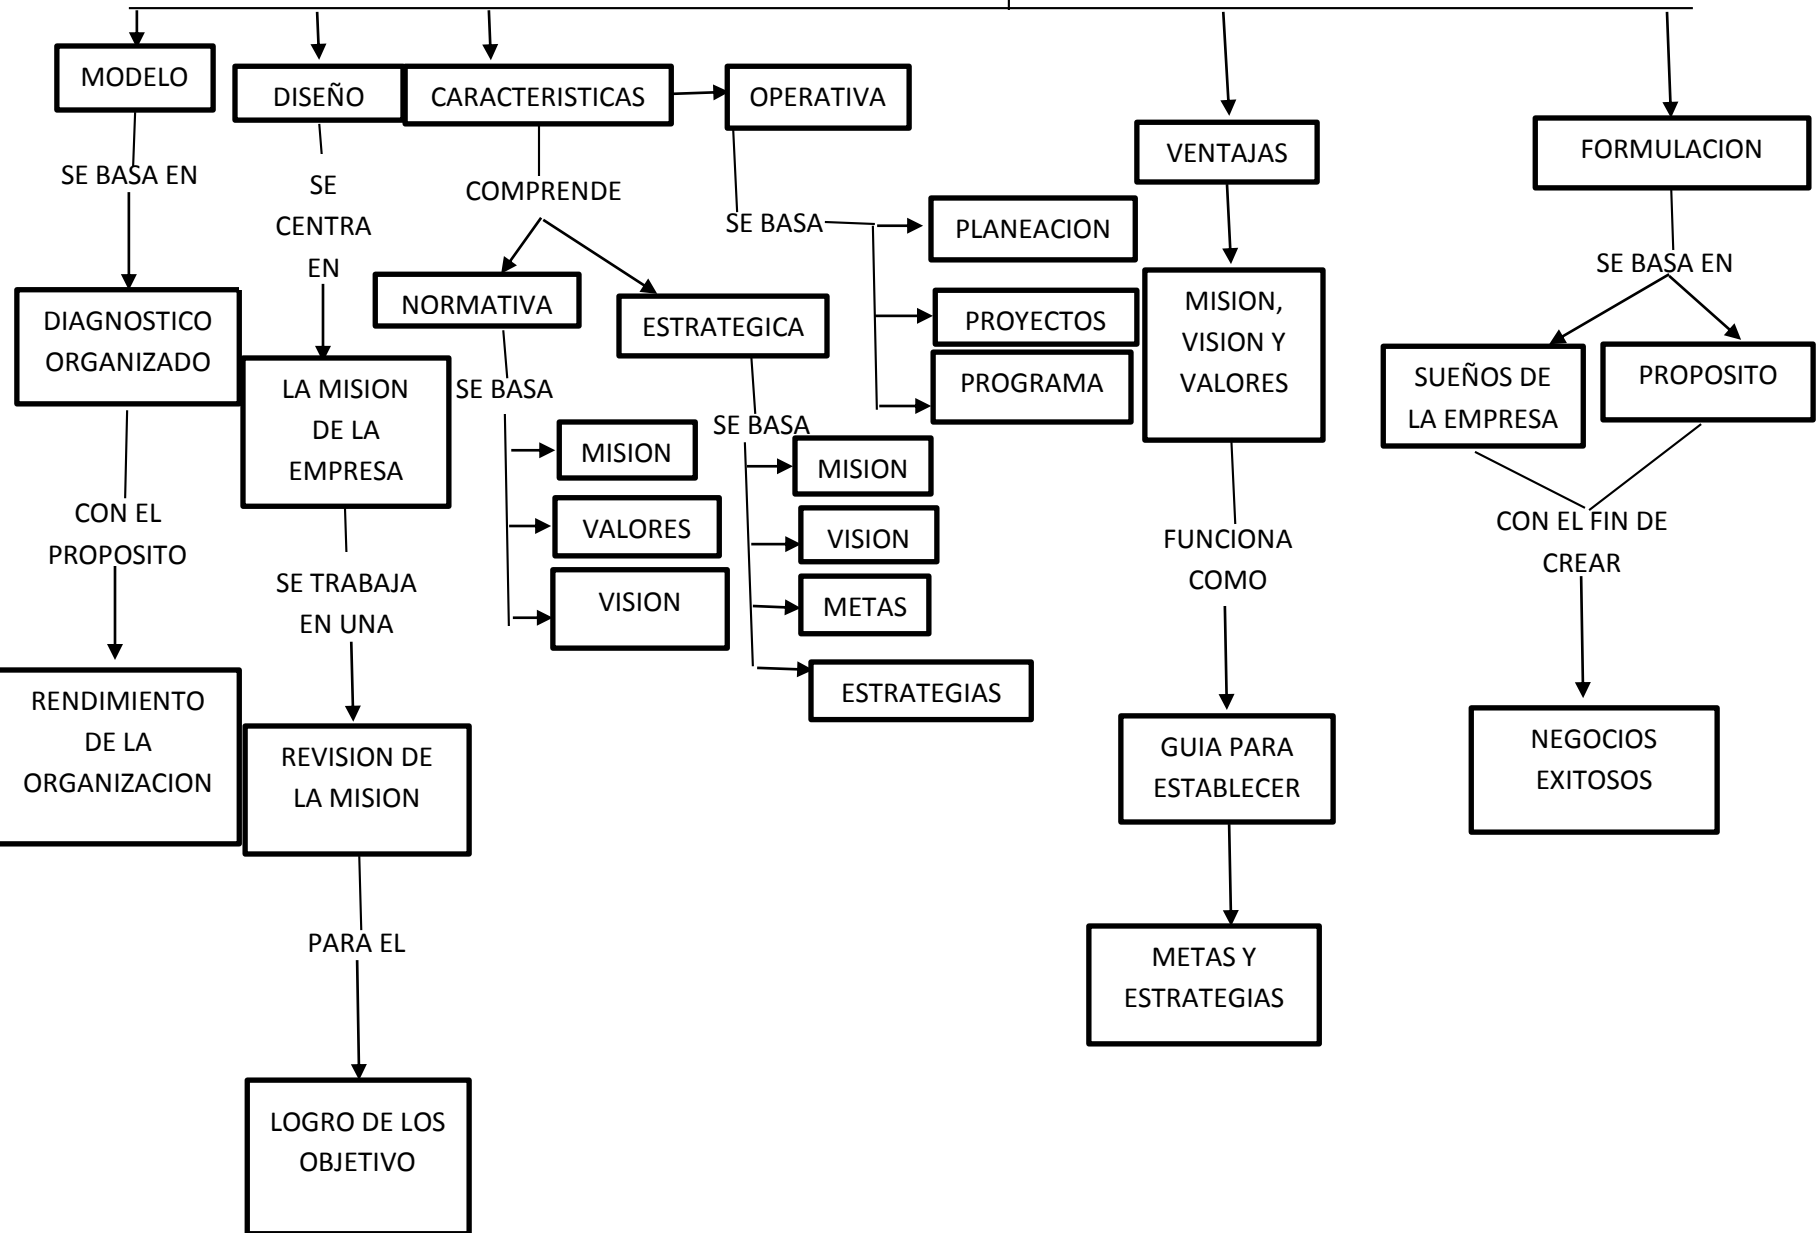 MODELO
DISEÑO
CARACTERISTICAS
OPERATIVA
VENTAJAS
FORMULACION
SE BASA EN
SE
CENTRA
EN
COMPRENDE
SE BASA
PLANEACION
PROYECTOS
PROGRAMA
SE BASA EN
DIAGNOSTICO
ORGANIZADO
LA MISION
DE LA
EMPRESA
NORMATIVA
ESTRATEGICA
MISION,
VISION Y
VALORES
SUEÑOS DE
LA EMPRESA
PROPOSITO
SE BASA
MISION
VALORES
VISION
SE BASA
MISION
VISION
METAS
ESTRATEGIAS
CON EL
PROPOSITO
SE TRABAJA
EN UNA
FUNCIONA
COMO
CON EL FIN DE
CREAR
RENDIMIENTO
DE LA
ORGANIZACION
REVISION DE
LA MISION
GUIA PARA
ESTABLECER
NEGOCIOS
EXITOSOS
PARA EL
METAS Y
ESTRATEGIAS
LOGRO DE LOS
OBJETIVO